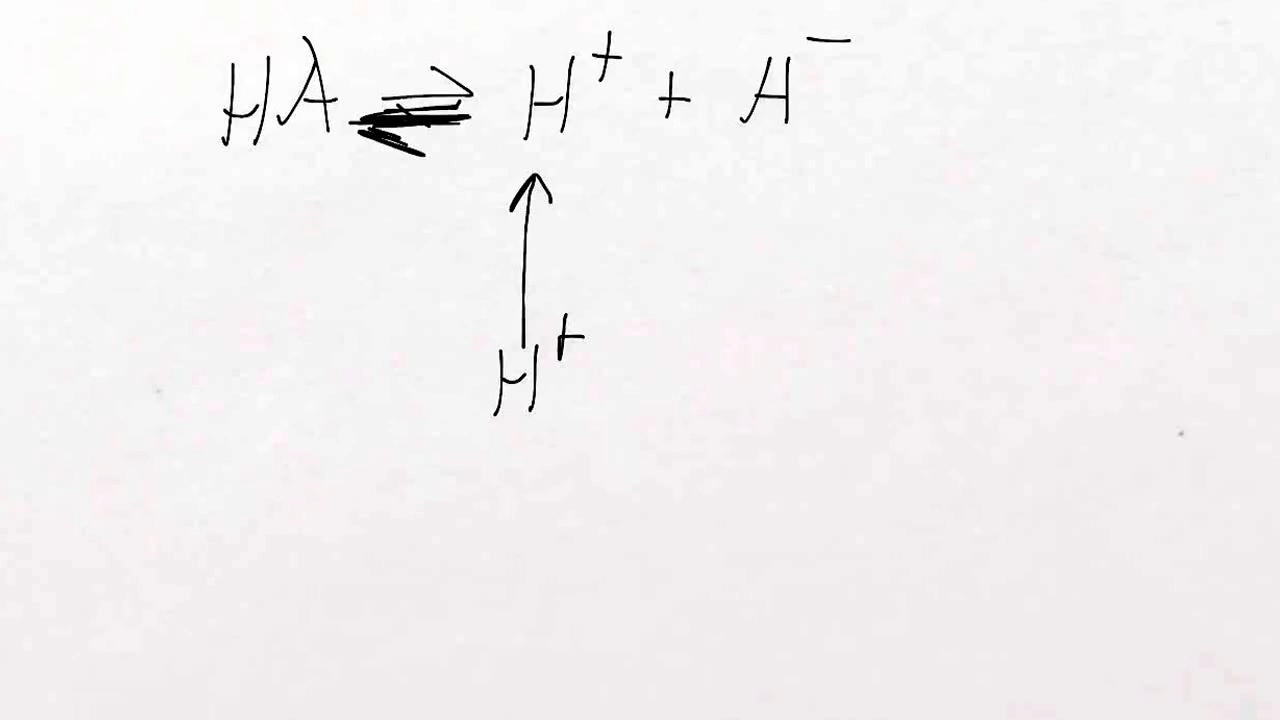 HA ⇌ H⁺ + A⁻
H⁺